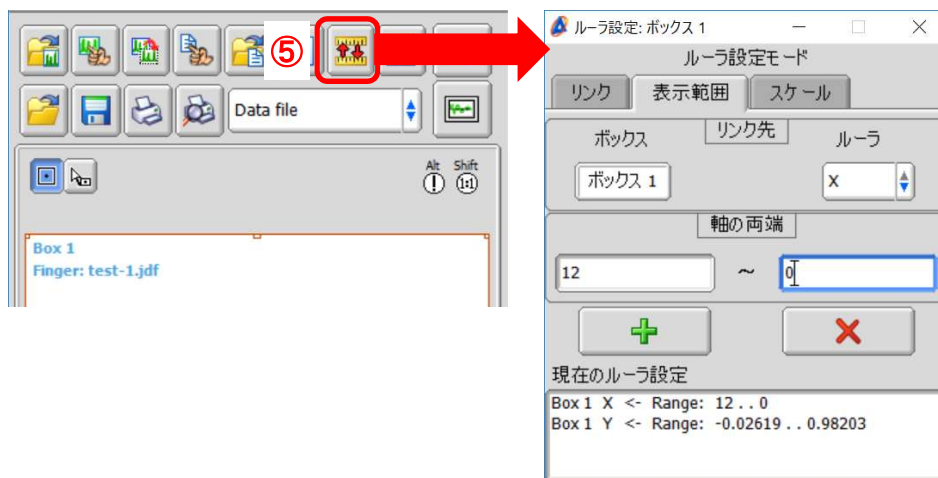 ⑤
Data file
Alt Shift
1:1
Box 1
Finger: test-1.jdf
ルーラ設定: ボックス 1
ルーラ設定モード
リンク 表示範囲 スケール
リンク先
ボックス ルーラ
ボックス 1 X
軸の両端
12 ~ 0
現在のルーラ設定
Box 1 X <- Range: 12 . . 0
Box 1 Y <- Range: -0.02619 . . 0.98203